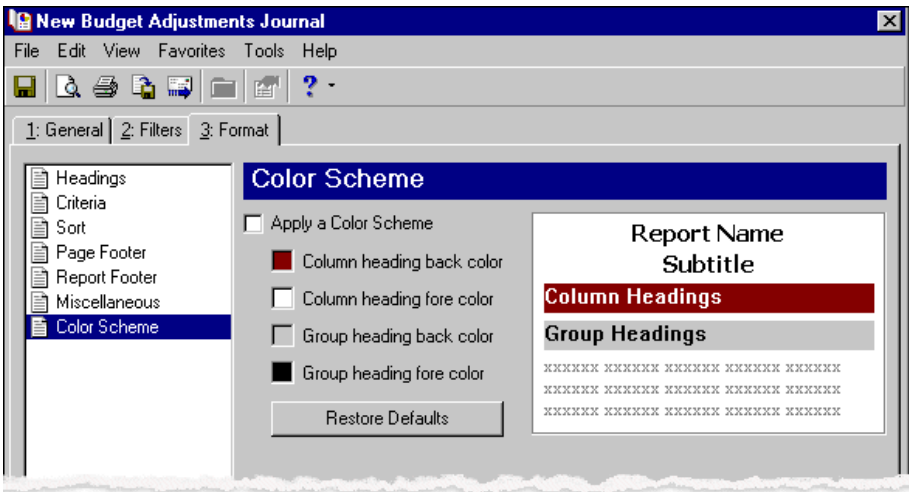 New Budget Adjustments Journal
File Edit View Favorites Tools Help
1: General 2: Filters 3: Format
Headings
Criteria
Sort
Page Footer
Report Footer
Miscellaneous
Color Scheme
Color Scheme
Apply a Color Scheme
Column heading back color
Column heading fore color
Group heading back color
Group heading fore color
Restore Defaults
Report Name
Subtitle
Column Headings
Group Headings
xxxxxx xxxxxx xxxxxx xxxxxx xxxxxx
xxxxxx xxxxxx xxxxxx xxxxxx xxxxxx
xxxxxx xxxxxx xxxxxx xxxxxx xxxxxx